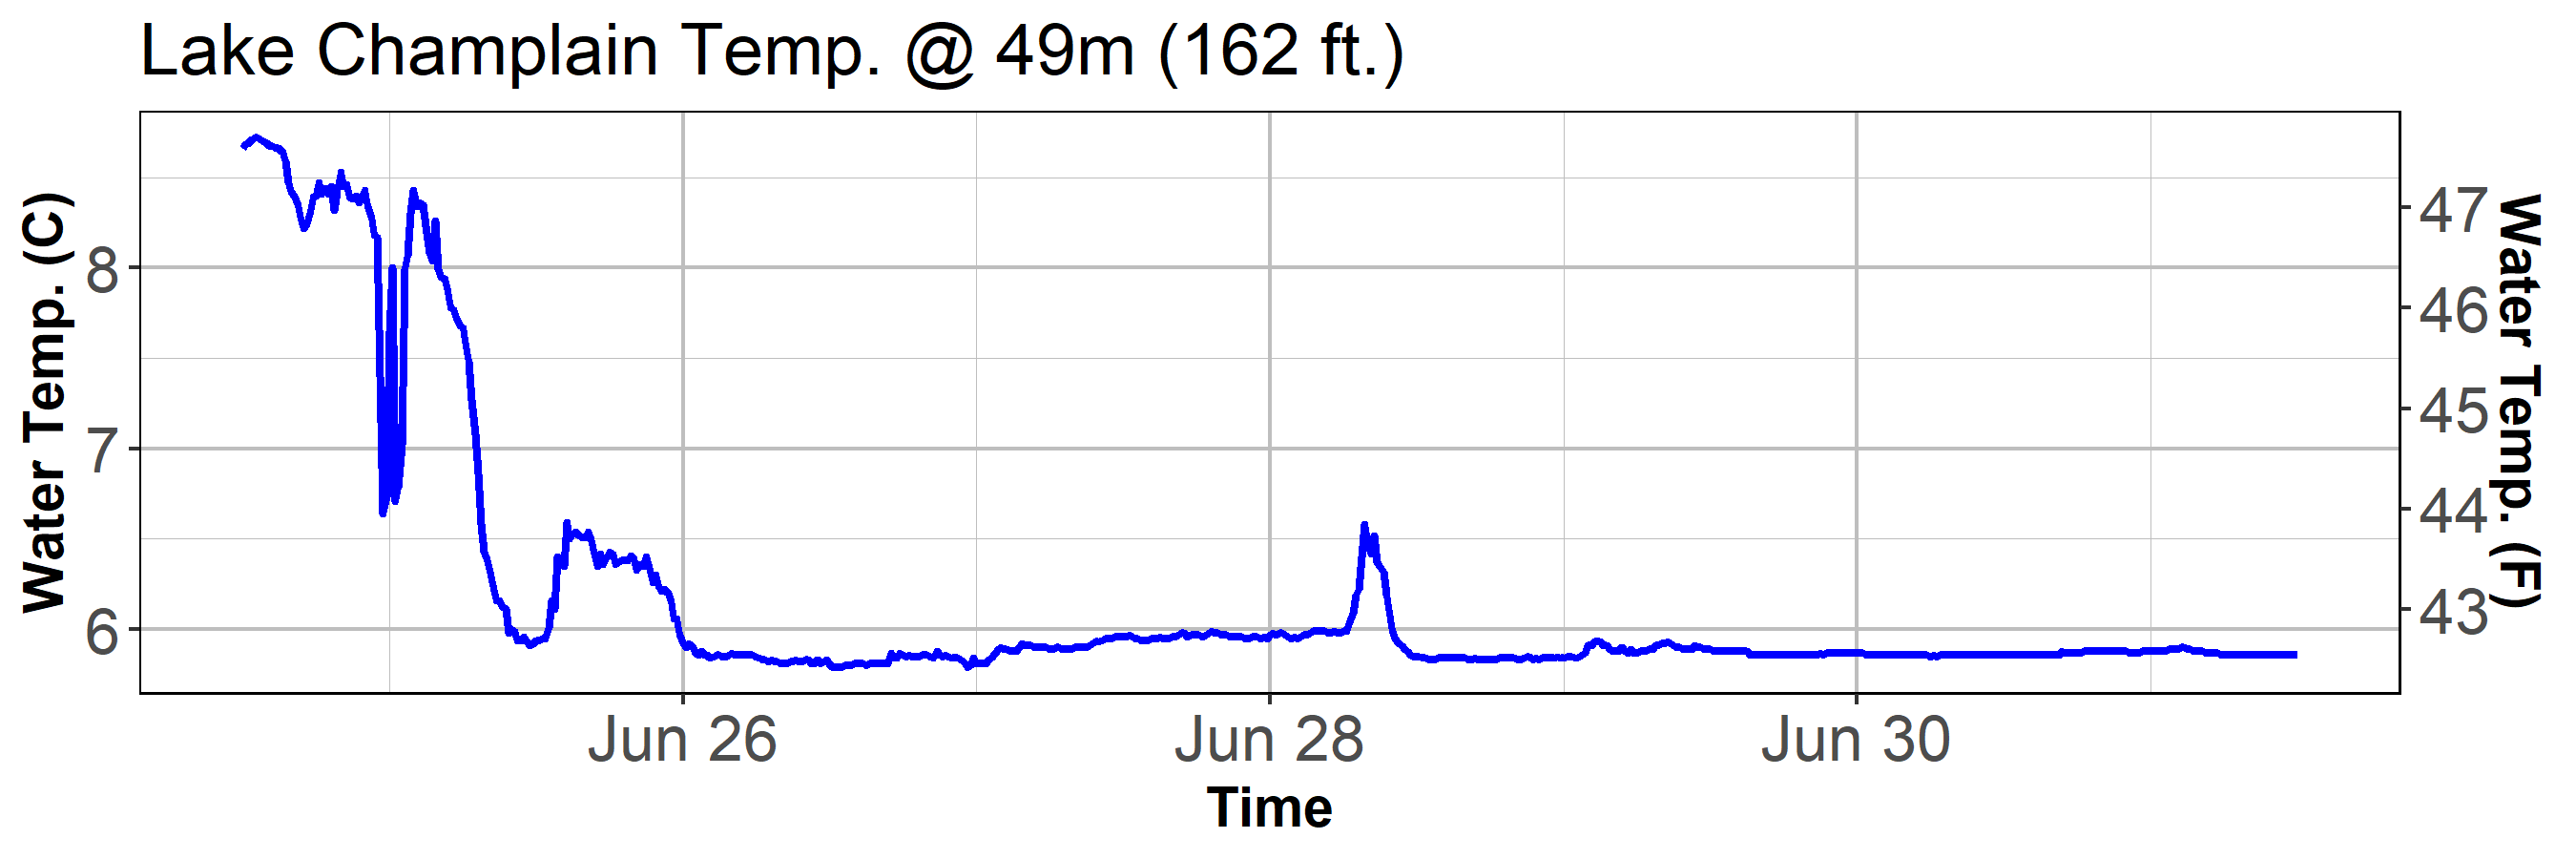 Lake Champlain Temp. @ 49m (162 ft.)
Water Temp. (C)
8
7
6
47
46
45
44
43
Water Temp. (F)
Jun 26
Jun 28
Jun 30
Time